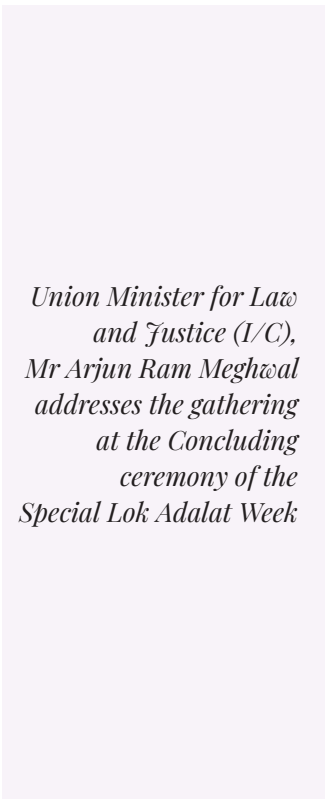 Union Minister for Law
and Justice (I/C),
Mr Arjun Ram Meghwal
addresses the gathering
at the Concluding
ceremony of the
Special Lok Adalat Week